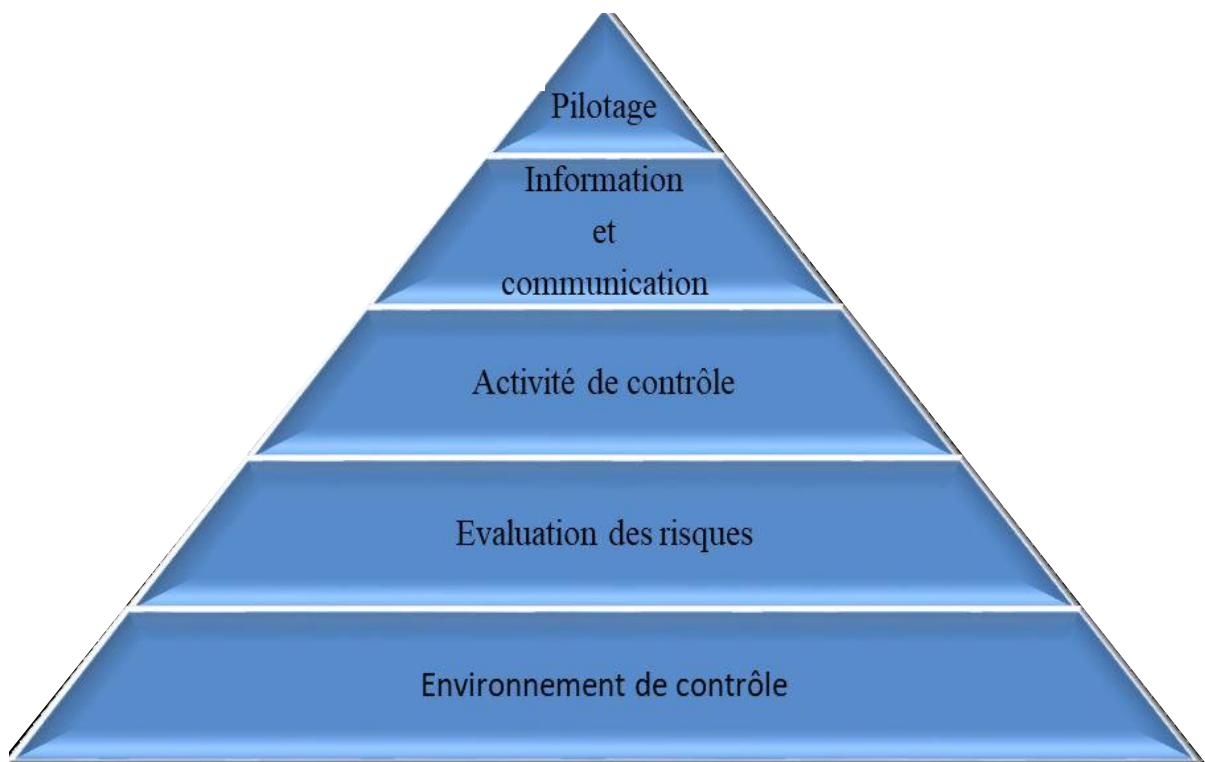 Pilotage
Information
et
communication
Activité de contrôle
Evaluation des risques
Environnement de contrôle